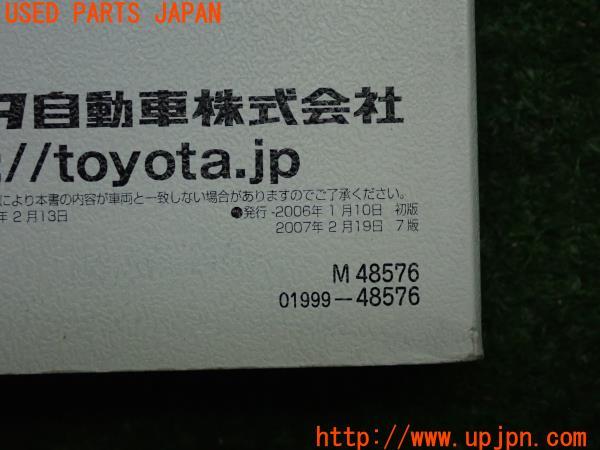 USED PARTS JAPAN
タ自動車株式会社
://toyota.jp
により本書の内容が車両と一致しない場合がありますのでご了承ください。
年 2 月13日
●発行 -2006年 1 月10日 初版
2007年 2 月19日 7 版
M 48576
01999－48576
http://www.upjpn.com/